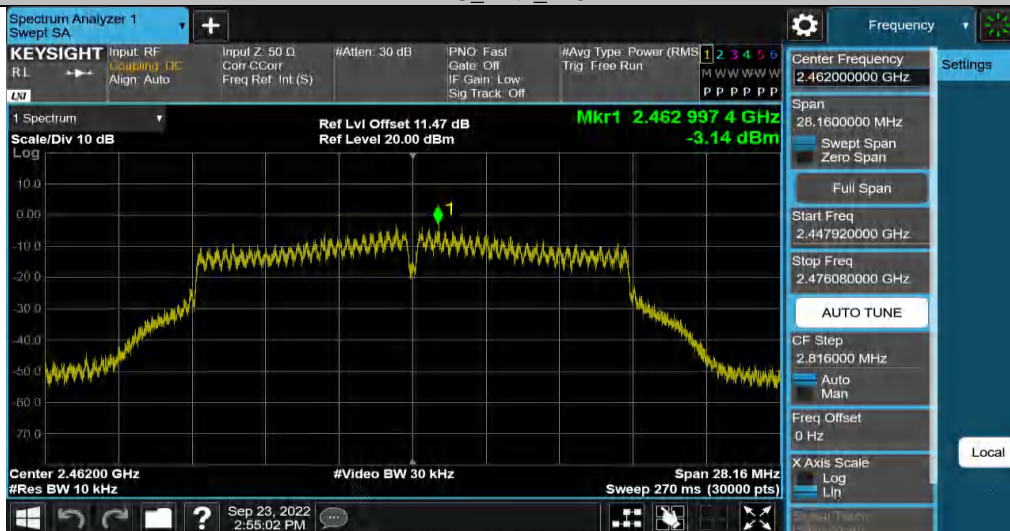 Spectrum Analyzer 1
Swept SA
+
Frequency
KEYSIGHT
RL
LXI
Input: RF
Coupling: DC
Align: Auto
Input Z: 50 Ω
Corr CCorr
Freq Ref: Int (S)
#Atten: 30 dB
PNO: Fast
Gate: Off
IF Gain: Low
Sig Track: Off
#Avg Type: Power (RMS
Trig: Free Run
1 2 3 4 5 6
M W W W W W
P P P P P P
1 Spectrum
Scale/Div 10 dB
Log
Ref Lvl Offset 11.47 dB
Ref Level 20.00 dBm
Mkr1 2.462 997 4 GHz
-3.14 dBm
10.0
0.00
-10.0
-20.0
-30.0
-40.0
-50.0
-60.0
-70.0
1
Center 2.46200 GHz
#Res BW 10 kHz
#Video BW 30 kHz
Span 28.16 MHz
Sweep 270 ms (30000 pts)
Center Frequency
2.462000000 GHz
Span
28.1600000 MHz
Swept Span
Zero Span
Full Span
Start Freq
2.447920000 GHz
Stop Freq
2.476080000 GHz
AUTO TUNE
CF Step
2.816000 MHz
Auto
Man
Freq Offset
0 Hz
X Axis Scale
Log
Lin
Settings
Local
?
Sep 23, 2022
2:55:02 PM